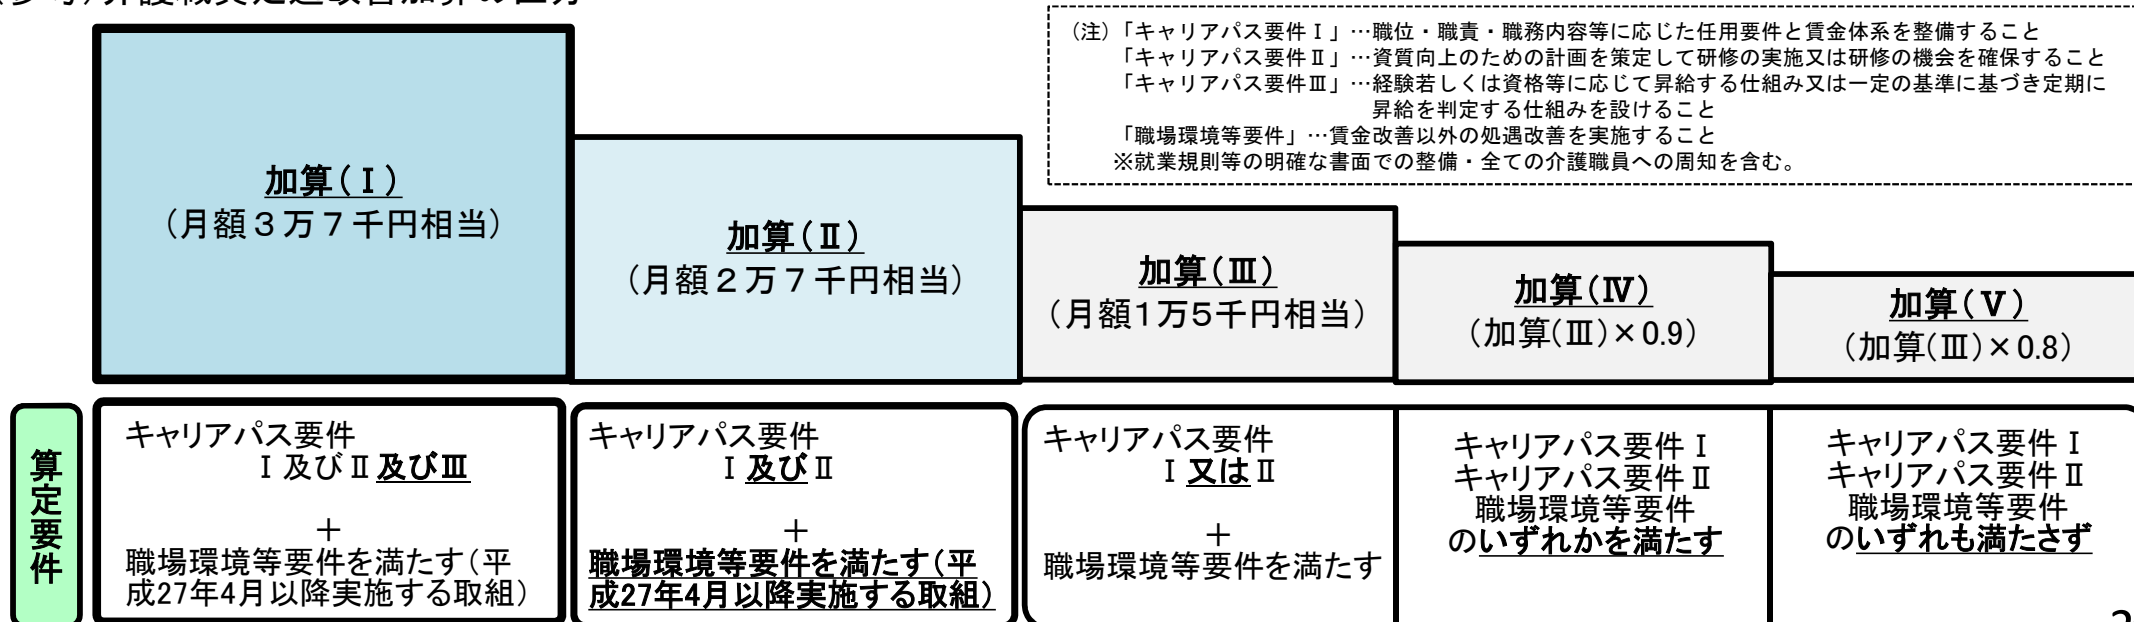 (参考)介護職員処遇改善加算の区分
(注)「キャリアパス要件Ⅰ」…職位・職責・職務内容等に応じた任用要件と賃金体系を整備すること
「キャリアパス要件Ⅱ」…資質向上のための計画を策定して研修の実施又は研修の機会を確保すること
「キャリアパス要件Ⅲ」…経験若しくは資格等に応じて昇給する仕組み又は一定の基準に基づき定期に
昇給を判定する仕組みを設けること
「職場環境等要件」…賃金改善以外の処遇改善を実施すること
※就業規則等の明確な書面での整備・全ての介護職員への周知を含む。
加算(Ⅰ)
(月額3万7千円相当)
加算(Ⅱ)
(月額2万7千円相当)
加算(Ⅲ)
(月額1万5千円相当)
加算(Ⅳ)
(加算(Ⅲ)×0.9)
加算(Ⅴ)
(加算(Ⅲ)×0.8)
算定要件
キャリアパス要件
Ⅰ及びⅡ及びⅢ
+
職場環境等要件を満たす(平
成27年4月以降実施する取組)
キャリアパス要件
Ⅰ及びⅡ
+
職場環境等要件を満たす(平
成27年4月以降実施する取組)
キャリアパス要件
Ⅰ又はⅡ
+
職場環境等要件を満たす
キャリアパス要件Ⅰ
キャリアパス要件Ⅱ
職場環境等要件
のいずれかを満たす
キャリアパス要件Ⅰ
キャリアパス要件Ⅱ
職場環境等要件
のいずれも満たさず